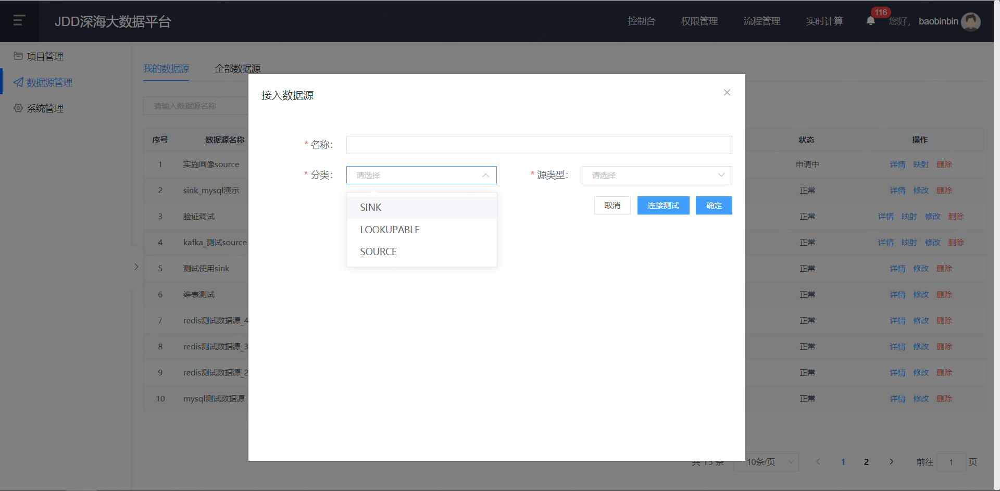 JDD深海大数据平台
控制台 权限管理 流程管理 实时计算 116 您好, baobinbin
项目管理
数据源管理
系统管理
我的数据源 全部数据源
请输入数据源名称
接入数据源
* 名称:
* 分类: 请选择 * 源类型: 请选择
SINK
LOOKUPABLE
SOURCE
取消 连接测试 确定
序号 数据源名称 状态 操作
1 实施画像source 申请中 详情 映射 删除
2 sink_mysql演示 正常 详情 修改 删除
3 验证调试 正常 详情 映射 修改 删除
4 kafka_测试source 正常 详情 映射 修改 删除
5 测试使用sink 正常 详情 修改 删除
6 维表测试 正常 详情 修改 删除
7 redis测试数据源_4 正常 详情 修改 删除
8 redis测试数据源_3 正常 详情 修改 删除
9 redis测试数据源_2 正常 详情 修改 删除
10 mysql测试数据源 正常 详情 修改 删除
共 13 条 10条/页 1 2 前往 1 页